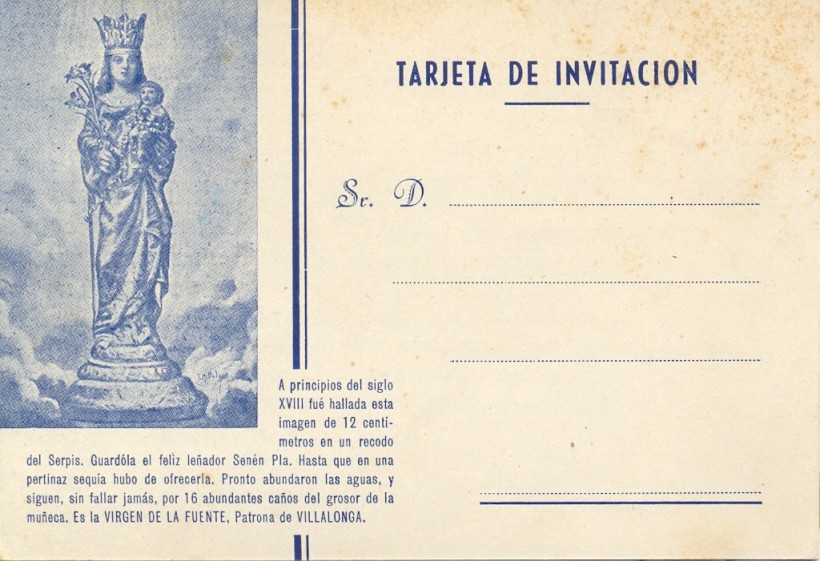 TARJETA DE INVITACION
Sr. D.
A principios del siglo
XVIII fué hallada esta
imagen de 12 centí-
metros en un recodo
del Serpis. Guardóla el feliz leñador Senén Pla. Hasta que en una
pertinaz sequía hubo de ofrecerla. Pronto abundaron las aguas, y
siguen, sin fallar jamás, por 16 abundantes caños del grosor de la
muñeca. Es la VIRGEN DE LA FUENTE, Patrona de VILLALONGA.